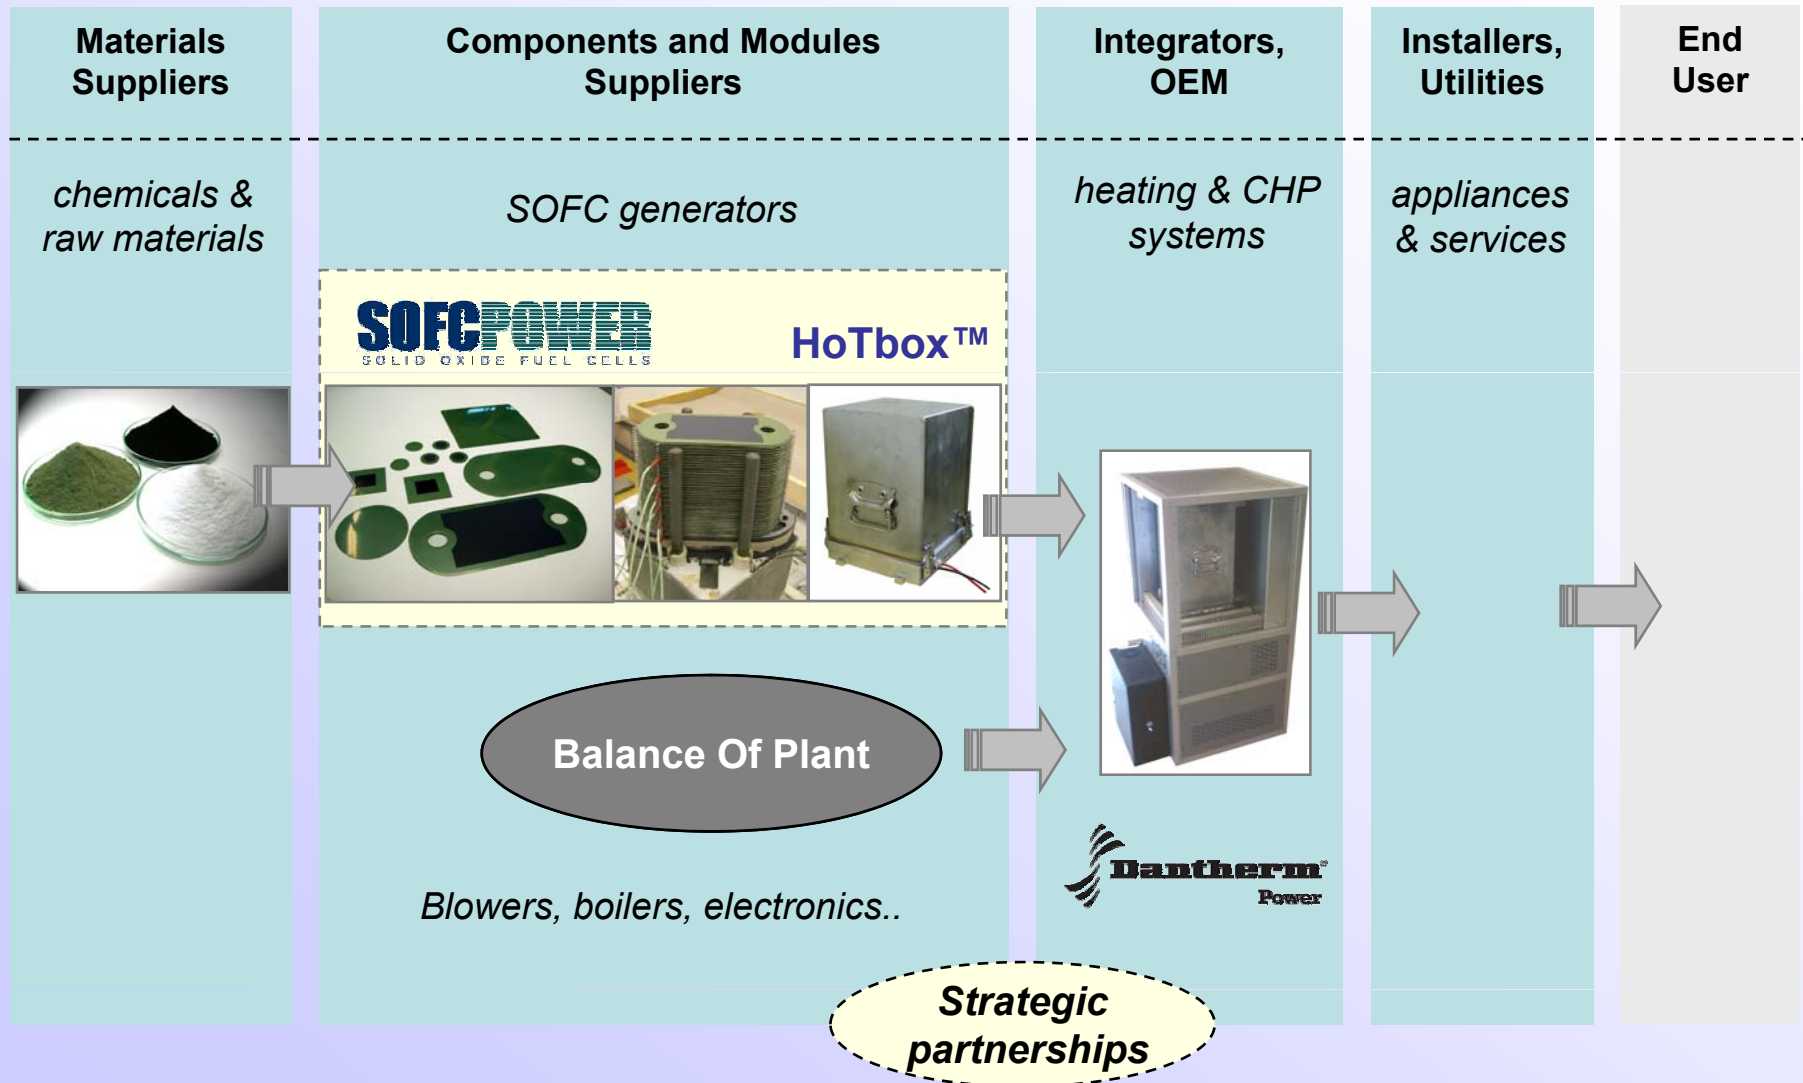 Materials
Suppliers
Components and Modules
Suppliers
Integrators,
OEM
Installers,
Utilities
End
User
chemicals &
raw materials
SOFC generators
heating & CHP
systems
appliances
& services
SOFCPOWER
SOLID OXIDE FUEL CELLS
HoTbox™
Balance Of Plant
Blowers, boilers, electronics..
Dantherm®
Power
Strategic
partnerships